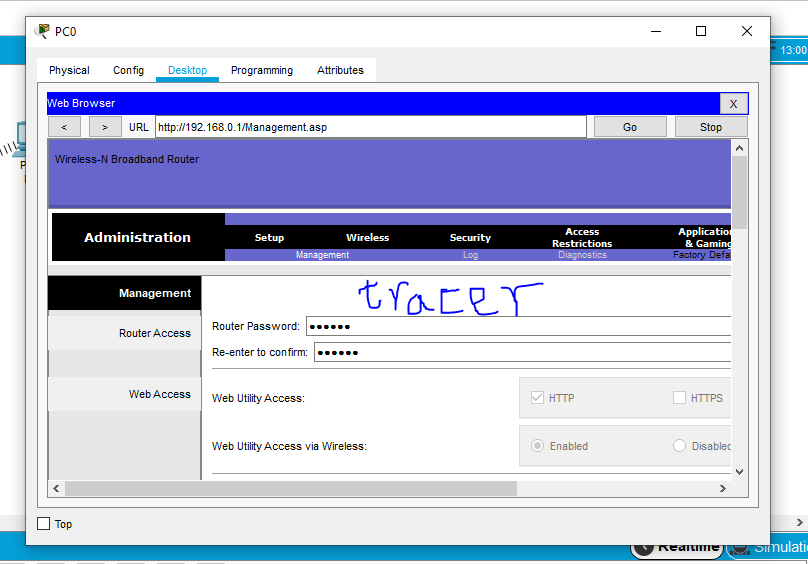 PC0
13:00
Physical Config Desktop Programming Attributes
Web Browser X
< > URL http://192.168.0.1/Management.asp Go Stop
Wireless-N Broadband Router
Administration Setup Wireless Security Access Restrictions Application & Gaming
Management Log Diagnostics Factory Defa
Management
tracer
Router Access Router Password: ••••••
Re-enter to confirm: ••••••
Web Access Web Utility Access: HTTP HTTPS
Web Utility Access via Wireless: Enabled Disabled
Top
Realtime Simulati